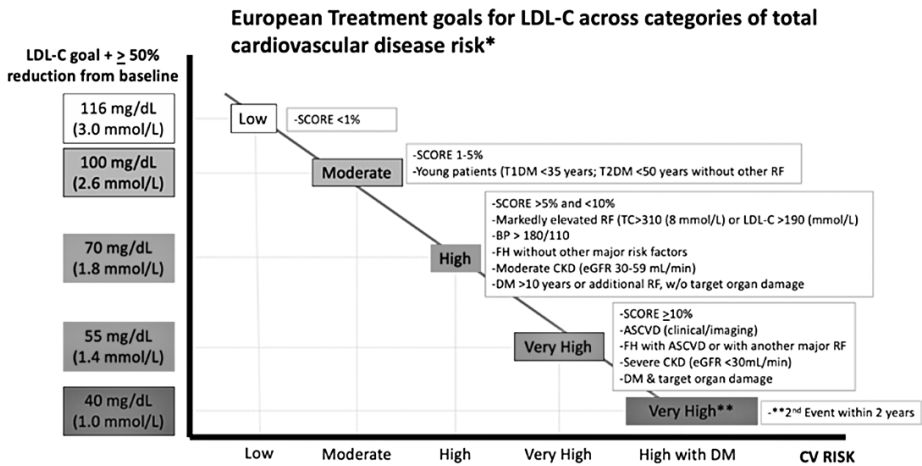 European Treatment goals for LDL-C across categories of total
cardiovascular disease risk*
LDL-C goal + ≥ 50%
reduction from baseline
116 mg/dL
(3.0 mmol/L)
Low
-SCORE <1%
100 mg/dL
(2.6 mmol/L)
Moderate
-SCORE 1-5%
-Young patients (T1DM <35 years; T2DM <50 years without other RF
70 mg/dL
(1.8 mmol/L)
High
-SCORE >5% and <10%
-Markedly elevated RF (TC>310 (8 mmol/L) or LDL-C >190 (mmol/L)
-BP > 180/110
-FH without other major risk factors
-Moderate CKD (eGFR 30-59 mL/min)
-DM >10 years or additional RF, w/o target organ damage
55 mg/dL
(1.4 mmol/L)
Very High
-SCORE ≥10%
-ASCVD (clinical/imaging)
-FH with ASCVD or with another major RF
-Severe CKD (eGFR <30mL/min)
-DM & target organ damage
40 mg/dL
(1.0 mmol/L)
Very High**
-**2nd Event within 2 years
Low
Moderate
High
Very High
High with DM
CV RISK